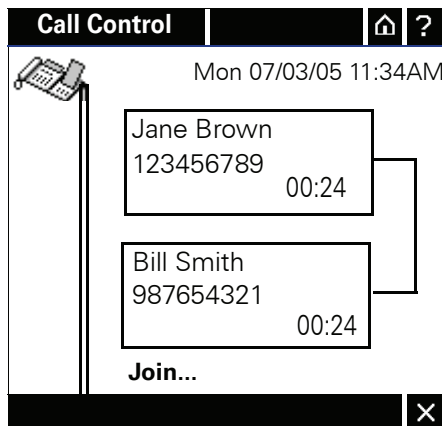 Call Control ?
Mon 07/03/05 11:34AM
Jane Brown
123456789
00:24
Bill Smith
987654321
00:24
Join...